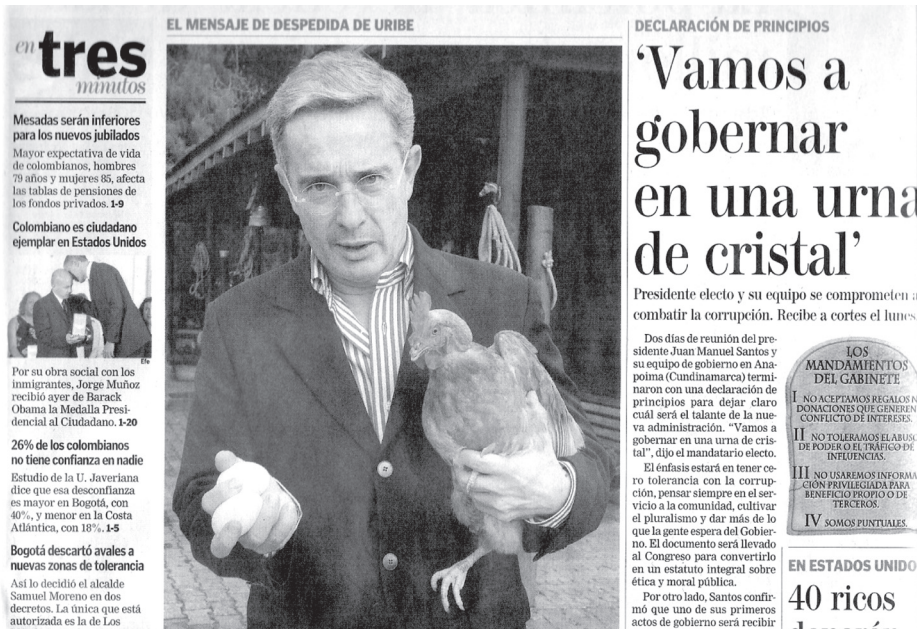 en tres
minutos
Mesadas serán inferiores
para los nuevos jubilados
Mayor expectativa de vida
de colombianos, hombres
79 años y mujeres 85, afecta
las tablas de pensiones de
los fondos privados. 1-9
Colombiano es ciudadano
ejemplar en Estados Unidos
Efe
Por su obra social con los
inmigrantes, Jorge Muñoz
recibió ayer de Barack
Obama la Medalla Presi-
dencial al Ciudadano. 1-20
26% de los colombianos
no tiene confianza en nadie
Estudio de la U. Javeriana
dice que esa desconfianza
es mayor en Bogotá, con
40%, y menor en la Costa
Atlántica, con 18%. 1-5
Bogotá descartó avales a
nuevas zonas de tolerancia
Así lo decidió el alcalde
Samuel Moreno en dos
decretos. La única que está
autorizada es la de Los
EL MENSAJE DE DESPEDIDA DE URIBE
DECLARACIÓN DE PRINCIPIOS
‘Vamos a
gobernar
en una urna
de cristal’
Presidente electo y su equipo se comprometen a
combatir la corrupción. Recibe a cortes el lunes.
Dos días de reunión del pre-
sidente Juan Manuel Santos y
su equipo de gobierno en Ana-
poima (Cundinamarca) termi-
naron con una declaración de
principios para dejar claro
cuál será el talante de la nue-
va administración. “Vamos a
gobernar en una urna de cris-
tal”, dijo el mandatario electo.
El énfasis estará en tener ce-
ro tolerancia con la corrup-
ción, pensar siempre en el ser-
vicio a la comunidad, cultivar
el pluralismo y dar más de lo
que la gente espera del Gobier-
no. El documento será llevado
al Congreso para convertirlo
en un estatuto integral sobre
ética y moral pública.
Por otro lado, Santos confir-
mó que uno de sus primeros
actos de gobierno será recibir
LOS
MANDAMIENTOS
DEL GABINETE
I NO ACEPTAMOS REGALOS N
DONACIONES QUE GENEREN
CONFLICTO DE INTERESES.
II NO TOLERAMOS EL ABUSO
DE PODER O EL TRÁFICO DE
INFLUENCIAS.
III NO USAREMOS INFORMA
CIÓN PRIVILEGIADA PARA
BENEFICIO PROPIO O DE
TERCEROS.
IV SOMOS PUNTUALES.
EN ESTADOS UNIDO
40 ricos